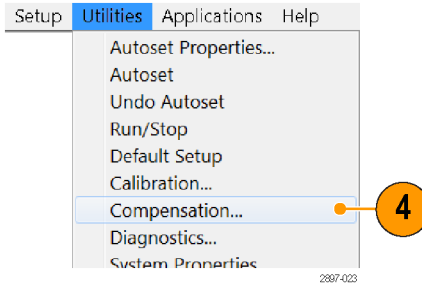 Setup Utilities Applications Help
Autoset Properties...
Autoset
Undo Autoset
Run/Stop
Default Setup
Calibration...
Compensation...
4
Diagnostics...
System Properties
2897-023